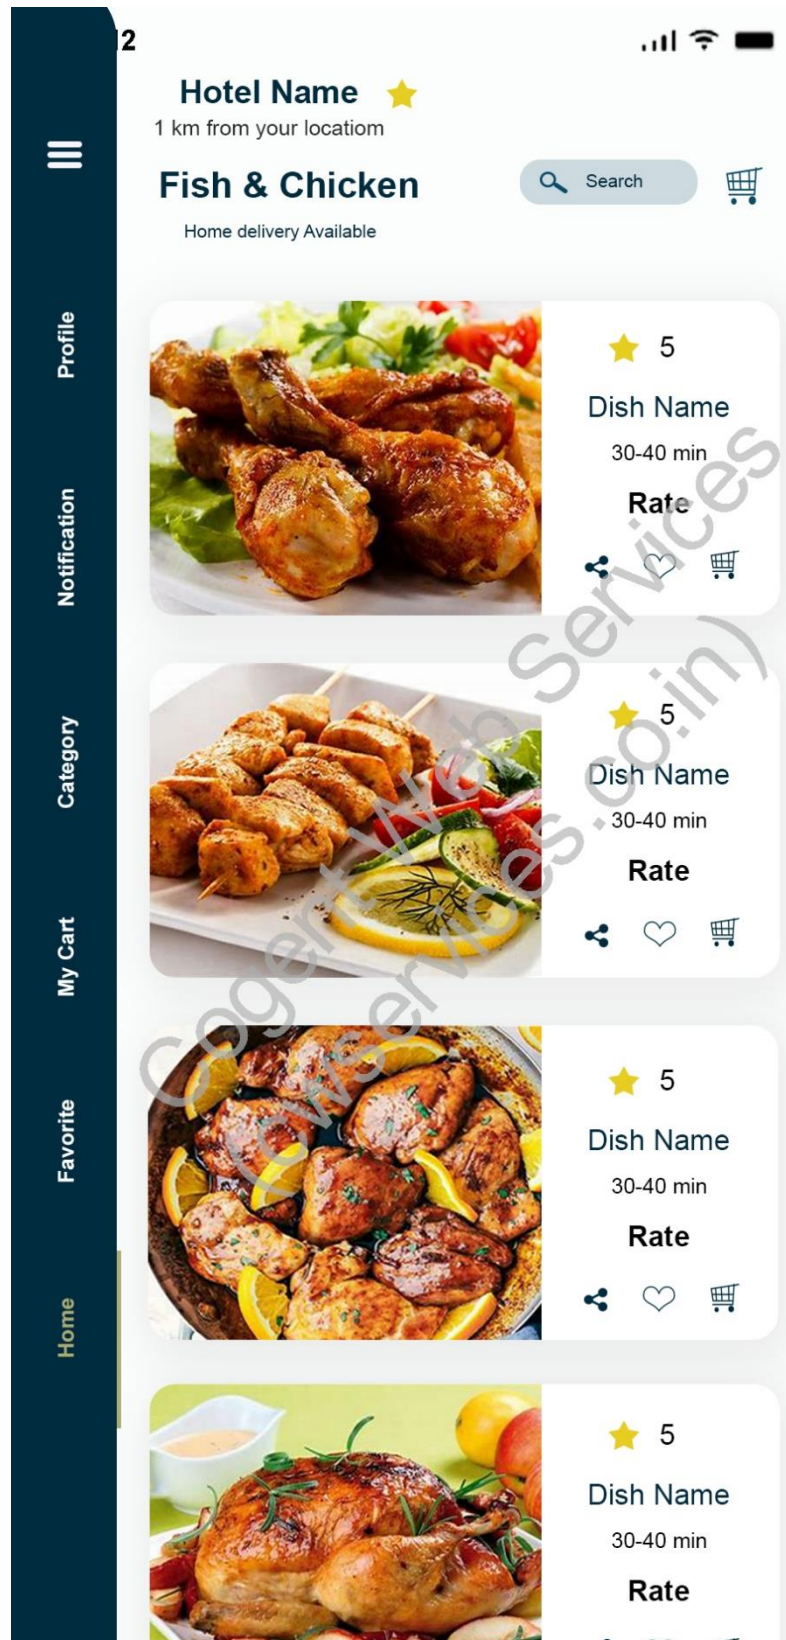 12
Hotel Name
1 km from your locatiom
Fish & Chicken
Search
Home delivery Available
Profile
Notification
Category
My Cart
Favorite
Home
5
Dish Name
30-40 min
Rate
5
Dish Name
30-40 min
Rate
5
Dish Name
30-40 min
Rate
5
Dish Name
30-40 min
Rate
Cogent Web Services
(cwservices.co.in)